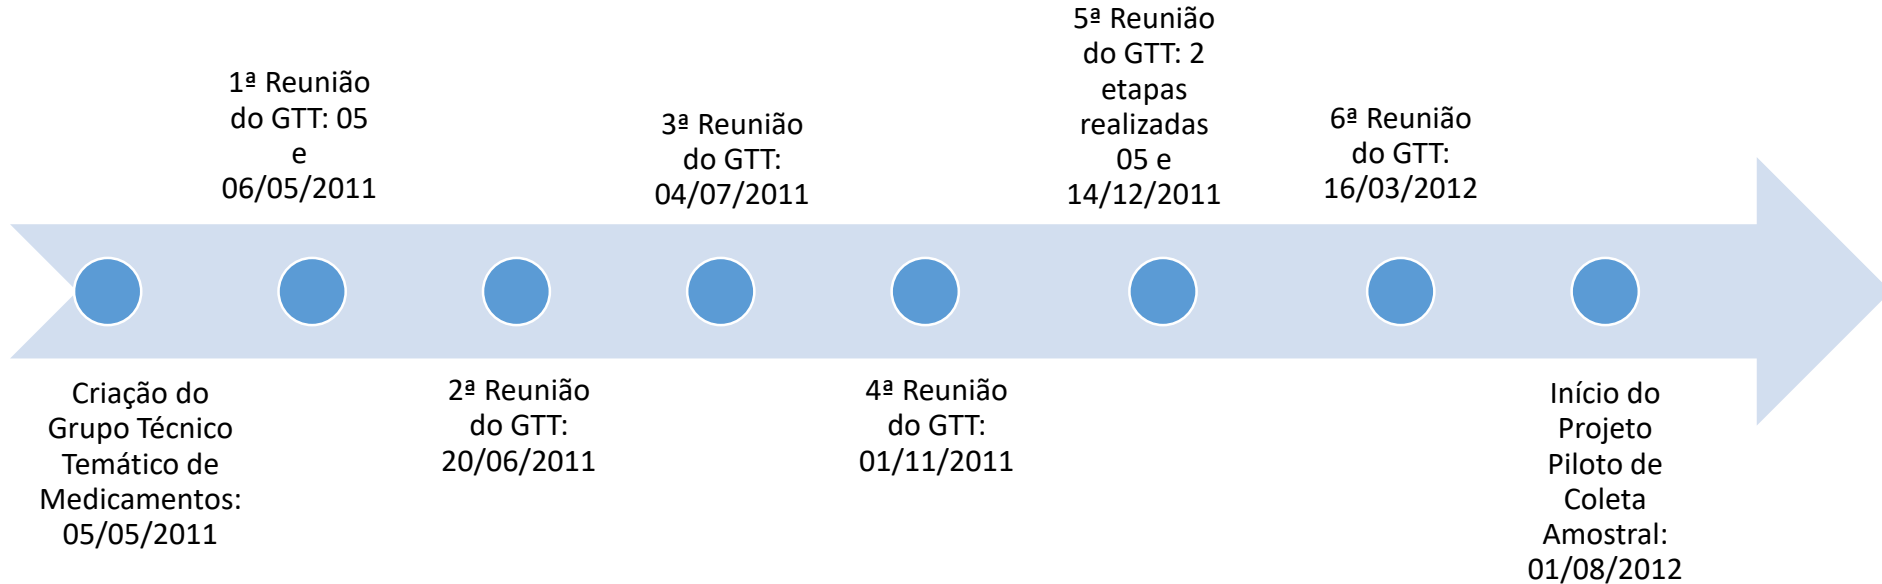 Criação do
Grupo Técnico
Temático de
Medicamentos:
05/05/2011
1ª Reunião
do GTT: 05
e
06/05/2011
2ª Reunião
do GTT:
20/06/2011
3ª Reunião
do GTT:
04/07/2011
4ª Reunião
do GTT:
01/11/2011
5ª Reunião
do GTT: 2
etapas
realizadas
05 e
14/12/2011
6ª Reunião
do GTT:
16/03/2012
Início do
Projeto
Piloto de
Coleta
Amostral:
01/08/2012